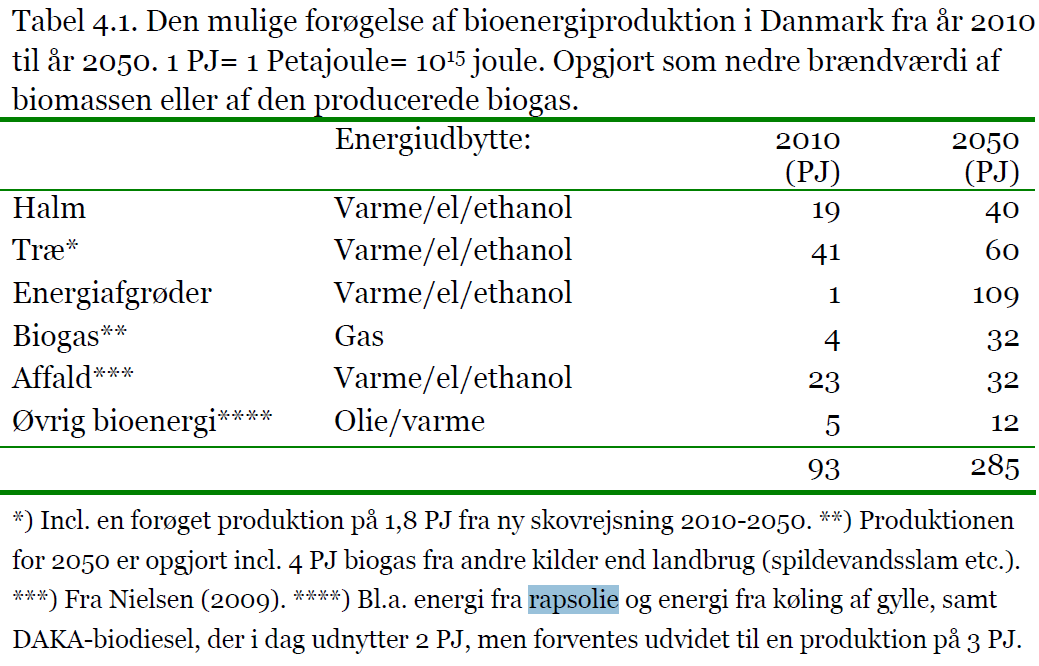 Tabel 4.1. Den mulige forøgelse af bioenergiproduktion i Danmark fra år 2010
til år 2050. 1 PJ= 1 Petajoule= 10¹⁵ joule. Opgjort som nedre brændværdi af
biomassen eller af den producerede biogas.
Energiudbytte: 2010 2050
(PJ) (PJ)
Halm Varme/el/ethanol 19 40
Træ* Varme/el/ethanol 41 60
Energiafgrøder Varme/el/ethanol 1 109
Biogas** Gas 4 32
Affald*** Varme/el/ethanol 23 32
Øvrig bioenergi**** Olie/varme 5 12
93 285
*) Incl. en forøget produktion på 1,8 PJ fra ny skovrejsning 2010-2050. **) Produktionen
for 2050 er opgjort incl. 4 PJ biogas fra andre kilder end landbrug (spildevandsslam etc.).
***) Fra Nielsen (2009). ****) Bl.a. energi fra rapsolie og energi fra køling af gylle, samt
DAKA-biodiesel, der i dag udnytter 2 PJ, men forventes udvidet til en produktion på 3 PJ.